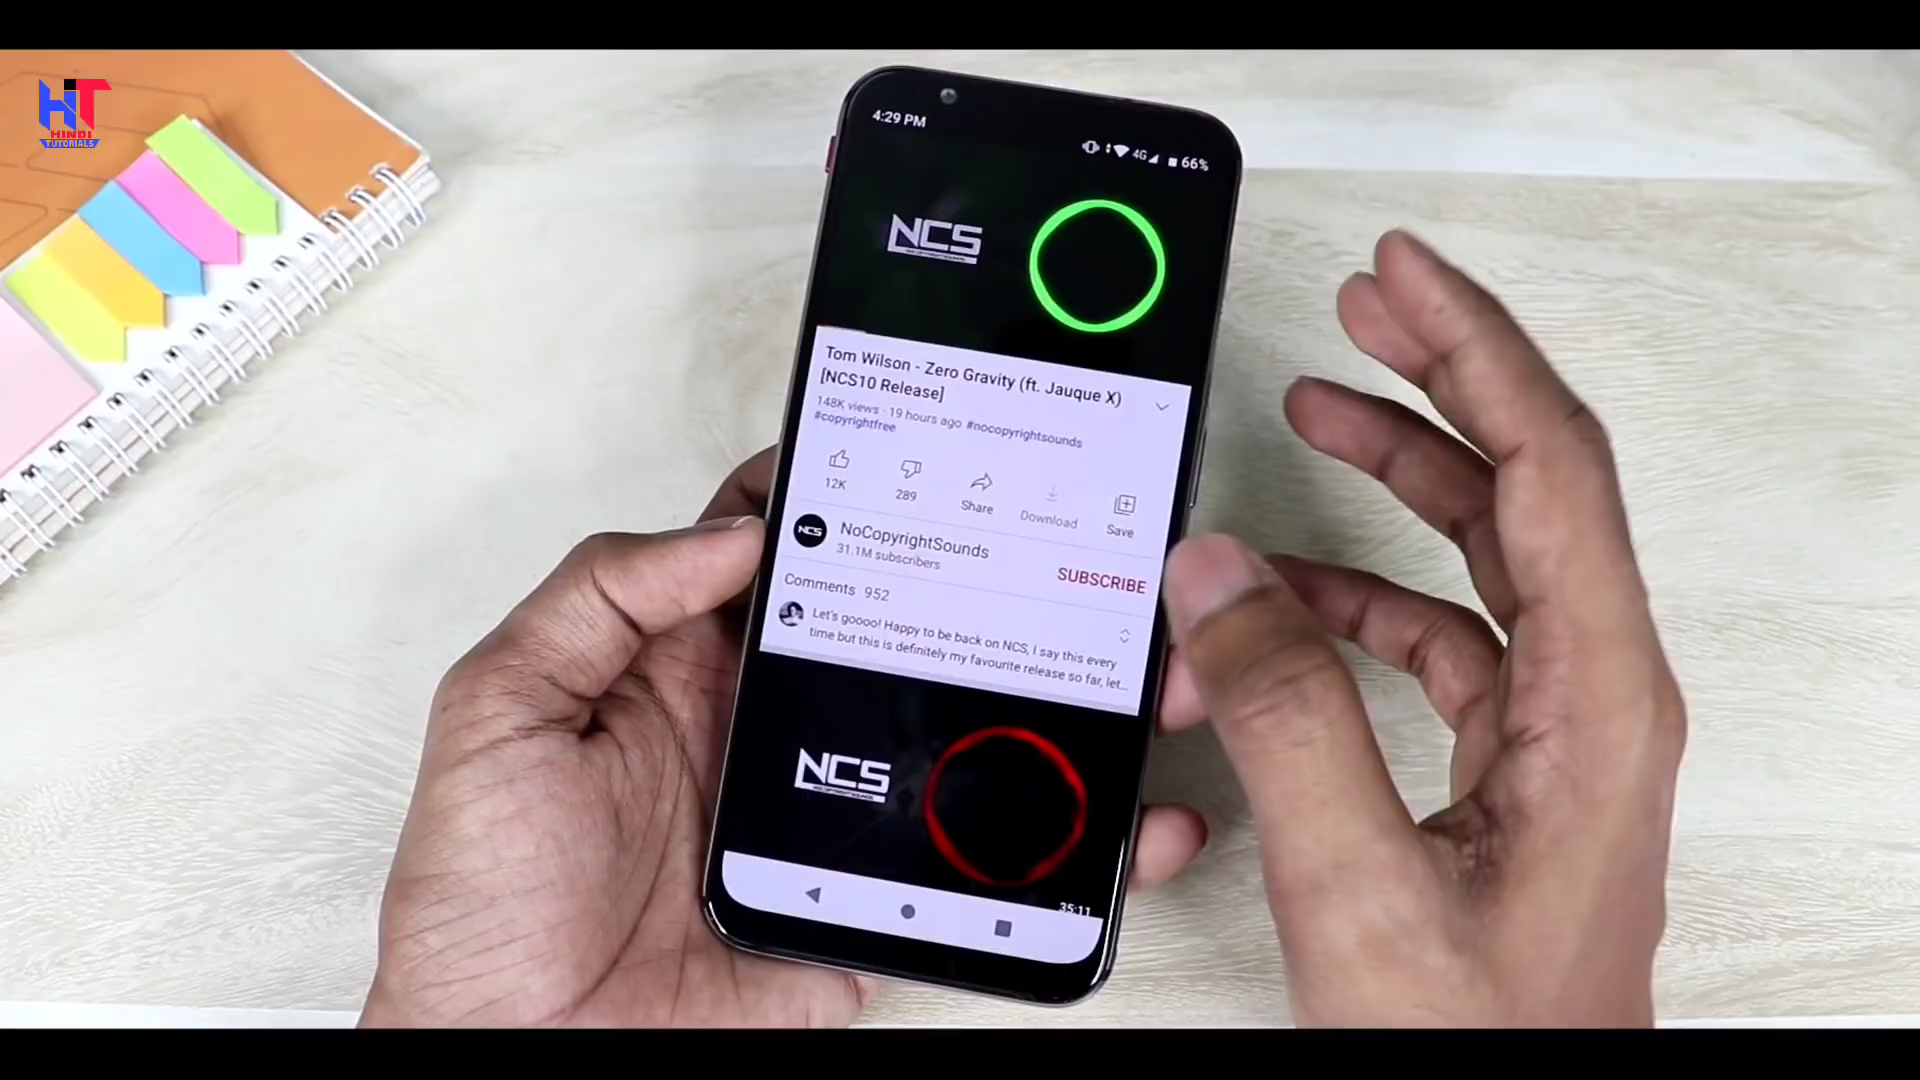 HiT
HINDI
TUTORIALS
4:29 PM
4G 66%
NCS
Tom Wilson - Zero Gravity (ft. Jauque X)
[NCS10 Release]
148K views · 19 hours ago #nocopyrightsounds
#copyrightfree
12K
289
Share
Download
Save
NCS
NoCopyrightSounds
31.1M subscribers
SUBSCRIBE
Comments 952
Let's goooo! Happy to be back on NCS, I say this every
time but this is definitely my favourite release so far, let...
NCS
35:11